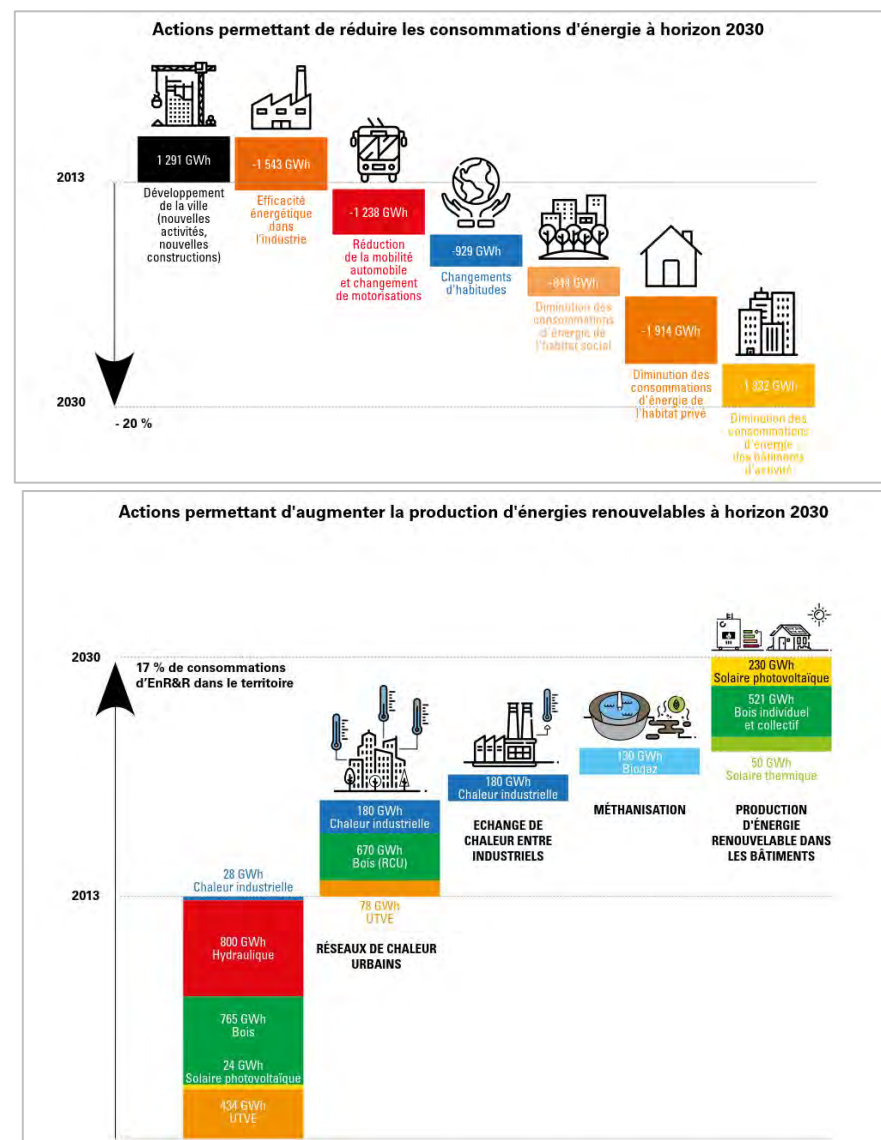 Actions permettant de réduire les consommations d'énergie à horizon 2030
1 291 GWh
-1 543 GWh
2013
Développement
de la ville
(nouvelles
activités,
nouvelles
constructions)
Efficacité
énergétique
dans
l'industrie
-1 238 GWh
Réduction
de la mobilité
automobile
et changement
de motorisations
-929 GWh
Changements
d'habitudes
-844 GWh
Diminution des
consommations
d'énergie de
l'habitat social
-1 914 GWh
Diminution des
consommations
d'énergie de
l'habitat privé
1 332 GWh
Diminution des
consommations
d'énergie
des bâtiments
d'activité
2030
- 20 %
Actions permettant d'augmenter la production d'énergies renouvelables à horizon 2030
2030
17 % de consommations
d'EnR&R dans le territoire
230 GWh
Solaire photovoltaïque
521 GWh
Bois individuel
et collectif
50 GWh
Solaire thermique
PRODUCTION
D'ÉNERGIE
RENOUVELABLE DANS
LES BÂTIMENTS
130 GWh
Biogaz
MÉTHANISATION
180 GWh
Chaleur industrielle
ECHANGE DE
CHALEUR ENTRE
INDUSTRIELS
180 GWh
Chaleur industrielle
670 GWh
Bois (RCU)
78 GWh
UTVE
RÉSEAUX DE CHALEUR
URBAINS
2013
28 GWh
Chaleur industrielle
800 GWh
Hydraulique
765 GWh
Bois
24 GWh
Solaire photovoltaïque
434 GWh
UTVE